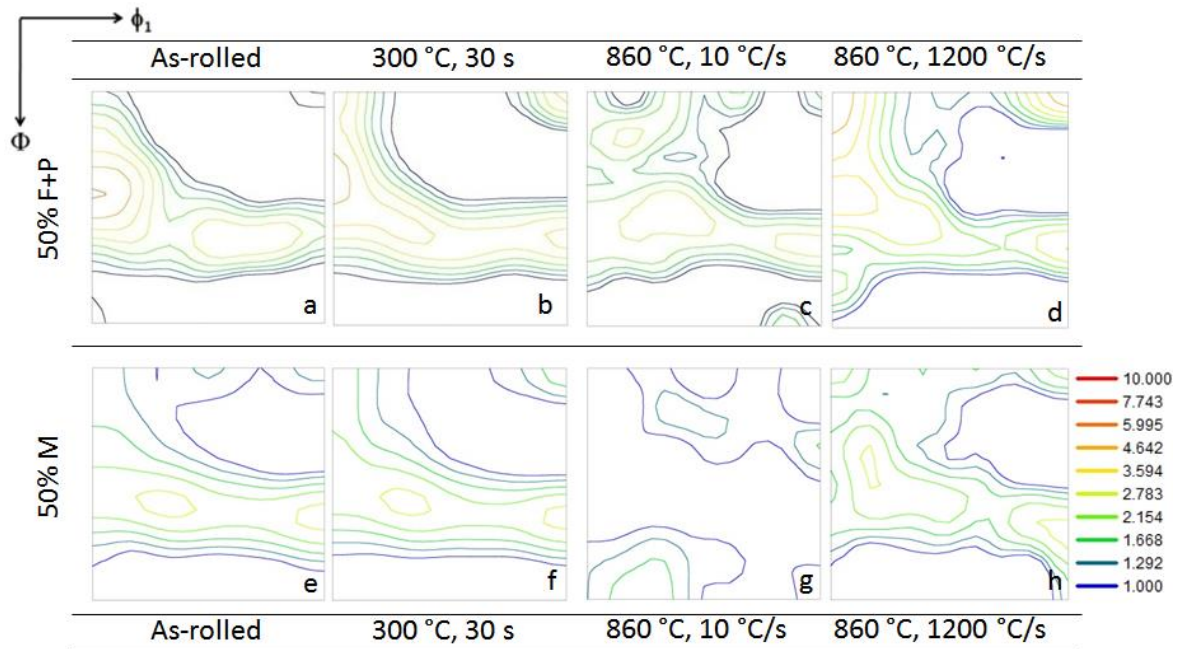 ϕ₁
Φ
As-rolled 300 °C, 30 s 860 °C, 10 °C/s 860 °C, 1200 °C/s
50% F+P
a b c d
50% M
10.000
7.743
5.995
4.642
3.594
2.783
2.154
1.668
1.292
1.000
e f g h
As-rolled 300 °C, 30 s 860 °C, 10 °C/s 860 °C, 1200 °C/s